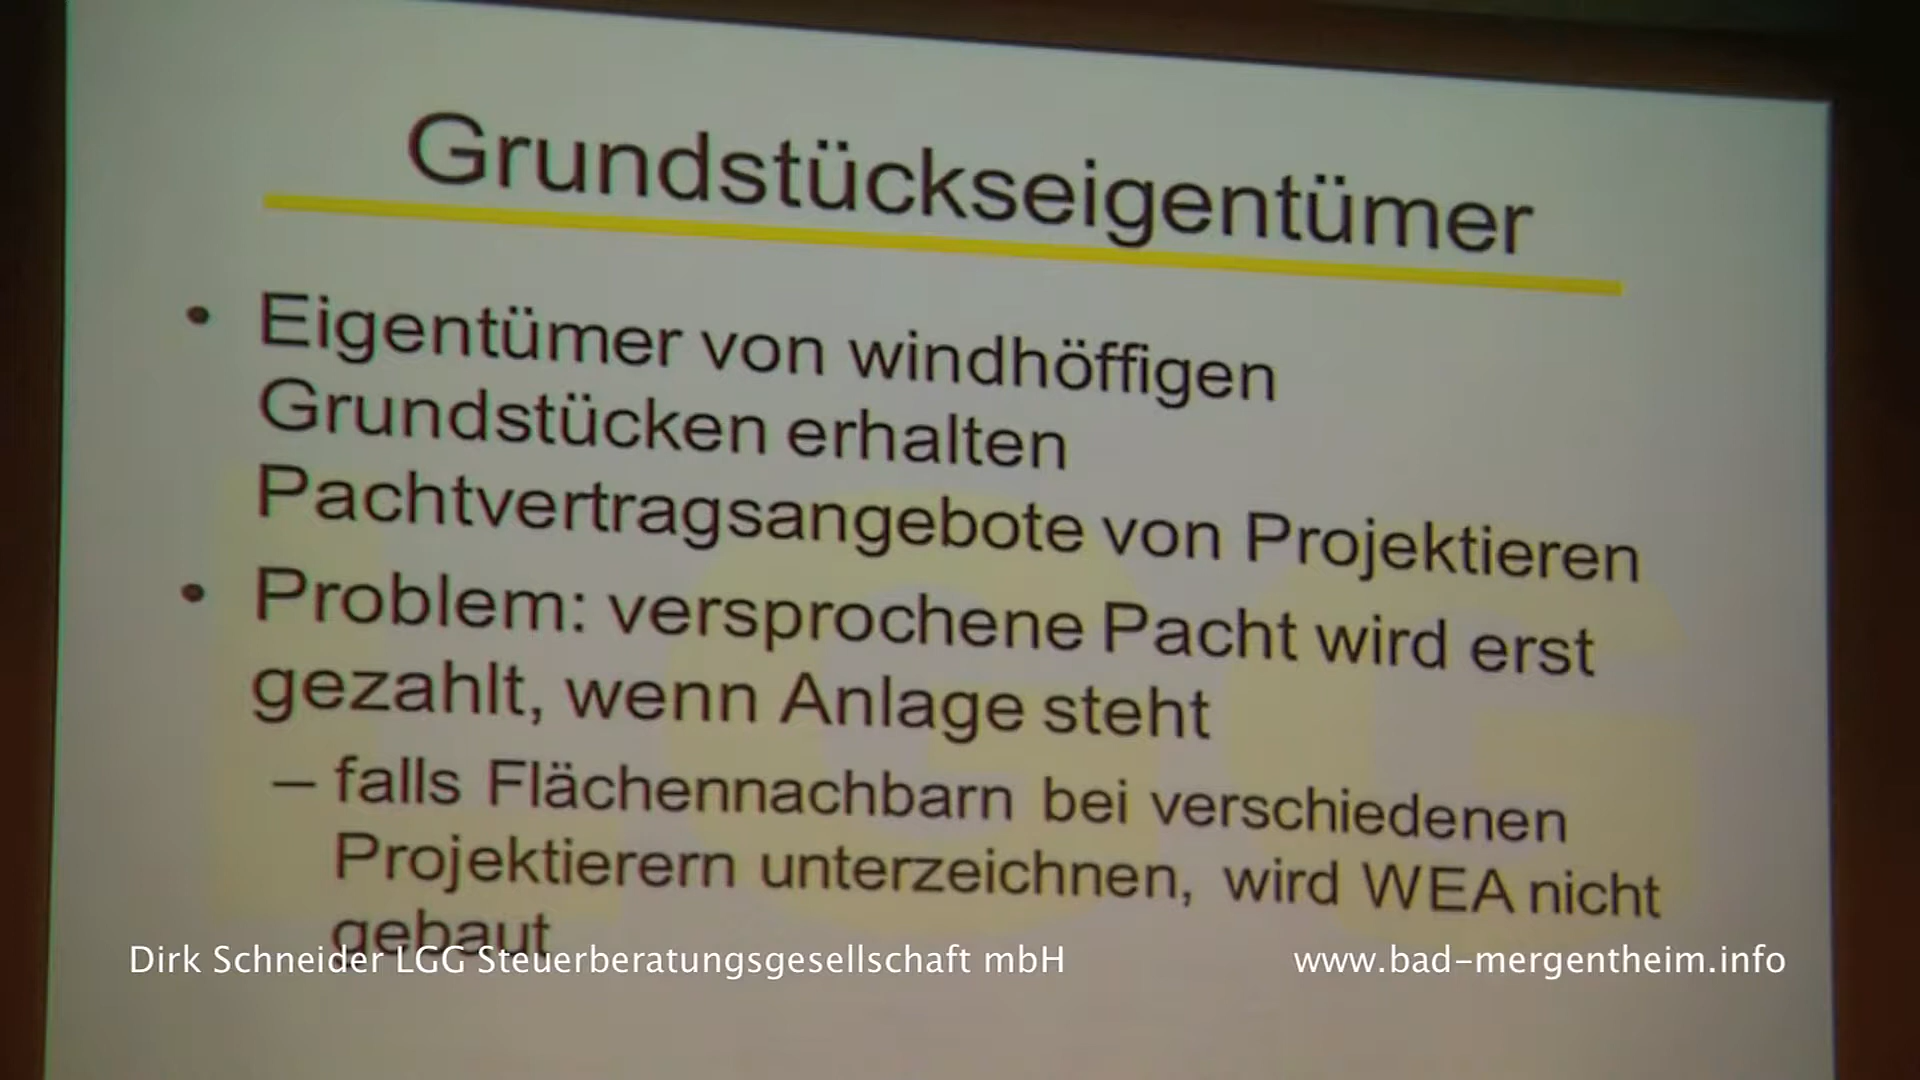 Grundstückseigentümer
• Eigentümer von windhöffigen
Grundstücken erhalten
Pachtvertragsangebote von Projektieren
• Problem: versprochene Pacht wird erst
gezahlt, wenn Anlage steht
– falls Flächennachbarn bei verschiedenen
Projektierern unterzeichnen, wird WEA nicht
gebaut
Dirk Schneider LGG Steuerberatungsgesellschaft mbH
www.bad-mergentheim.info